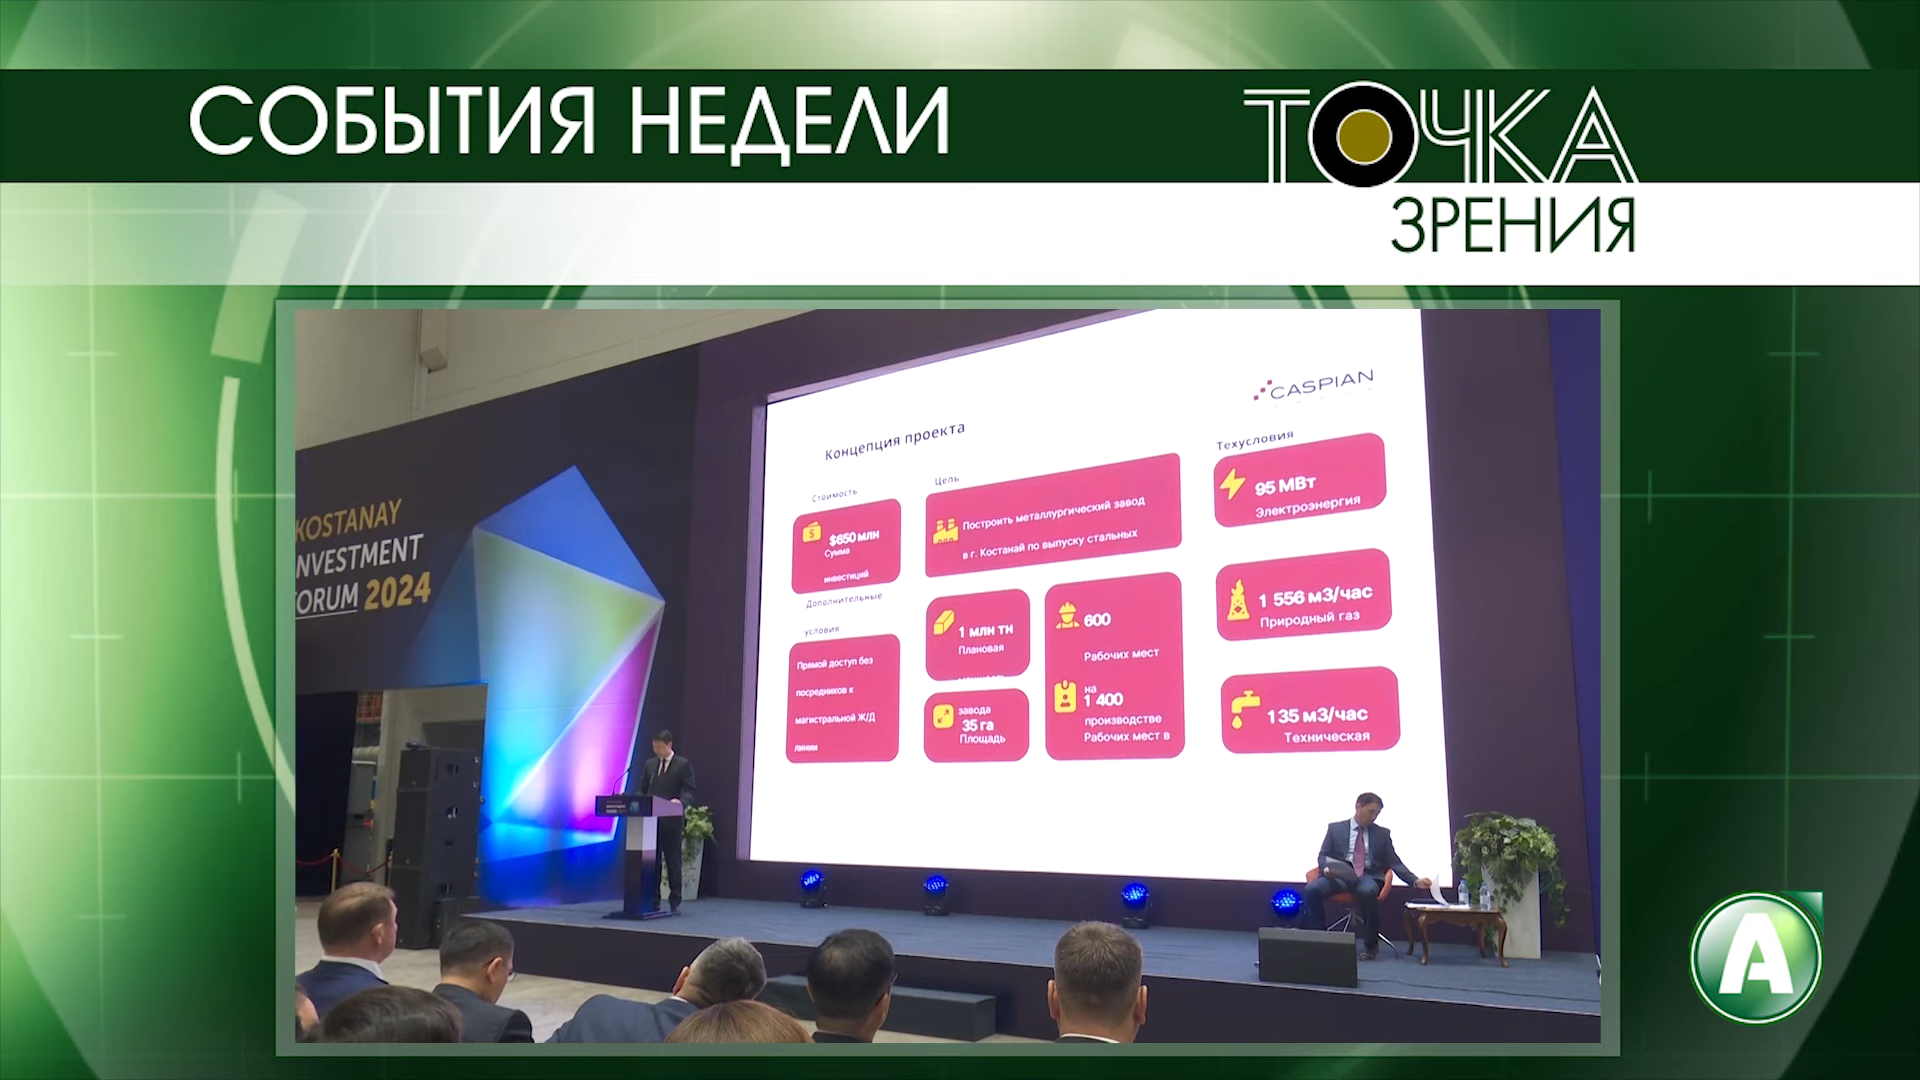 СОБЫТИЯ НЕДЕЛИ
ТОЧКА
ЗРЕНИЯ
KOSTANAY
INVESTMENT
FORUM 2024
CASPIAN
Концепция проекта
Стоимость
$650 млн
Сумма
инвестиций
Дополнительные
условия
Прямой доступ без
посредников к
магистральной Ж/Д
линии
Цель
Построить металлургический завод
в г. Костанай по выпуску стальных
1 млн тн
Плановая
завода
35 га
Площадь
600
Рабочих мест
на
1 400
производстве
Рабочих мест в
Техусловия
95 МВт
Электроэнергия
1 556 м3/час
Природный газ
135 м3/час
Техническая
А